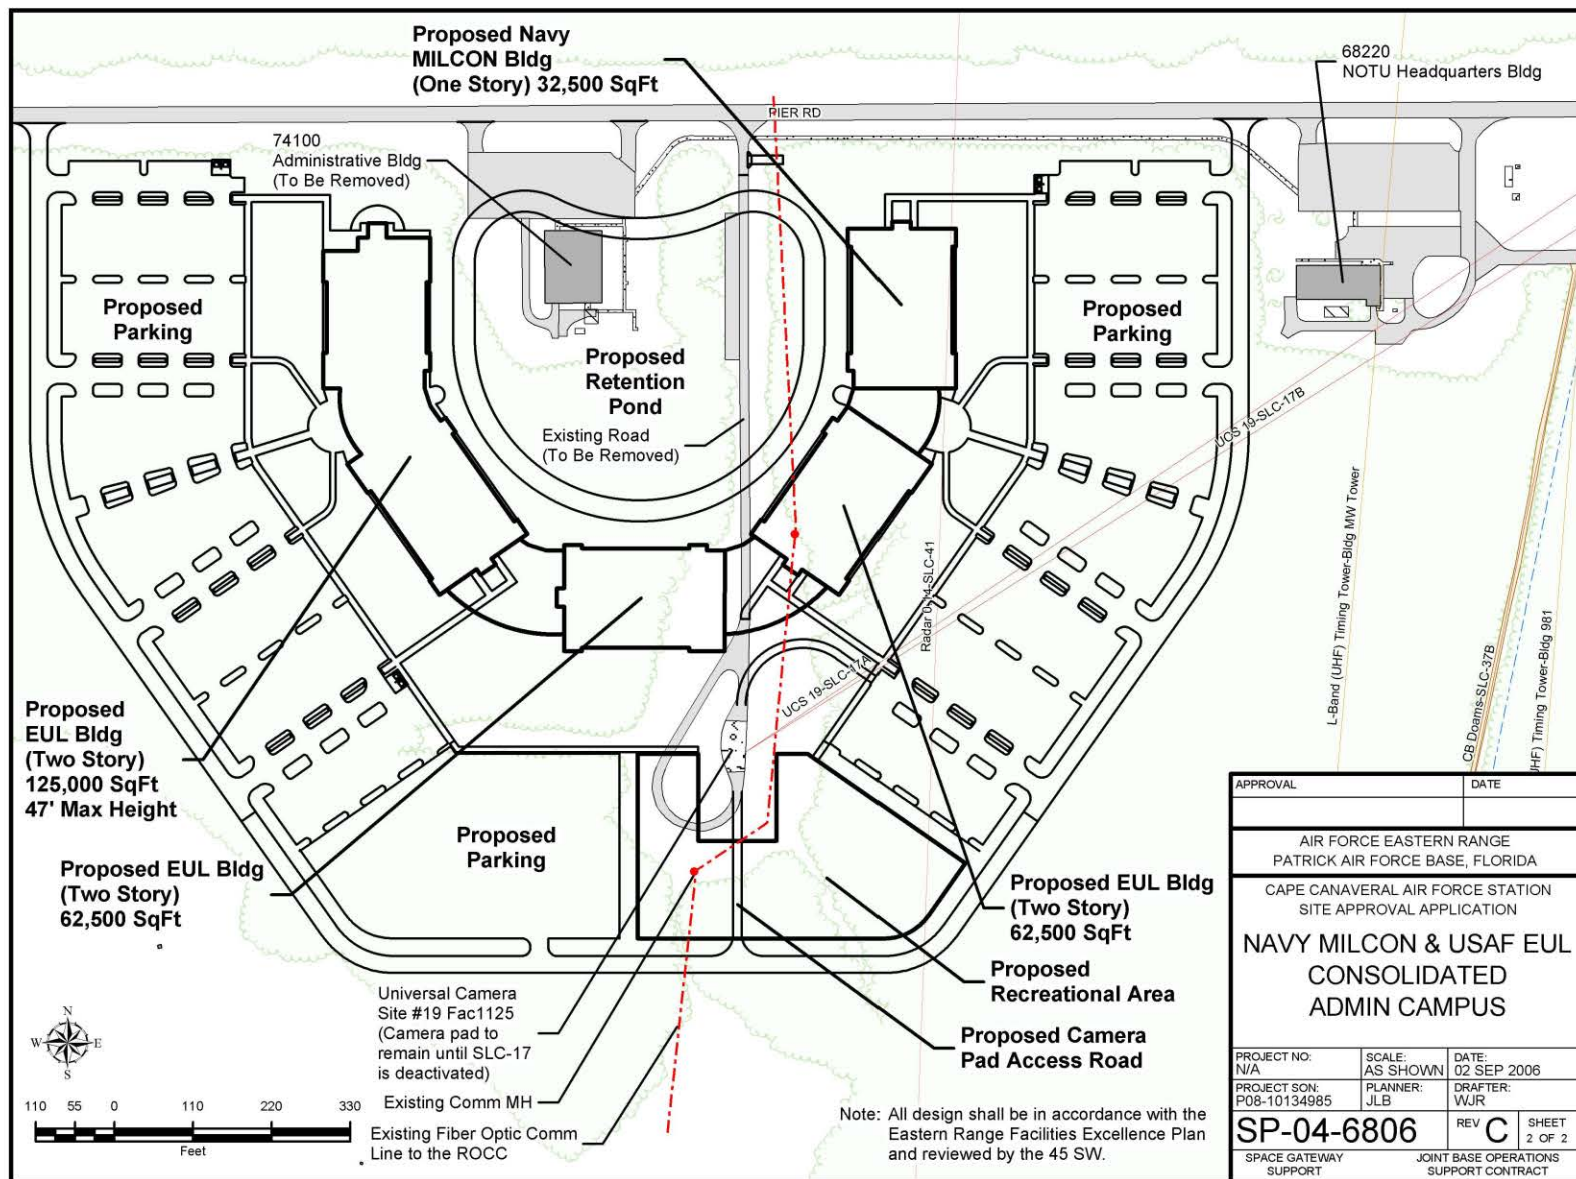 Proposed Navy
MILCON Bldg
(One Story) 32,500 SqFt
68220
NOTU Headquarters Bldg
PIER RD
74100
Administrative Bldg
(To Be Removed)
Proposed
Parking
Proposed
Retention
Pond
Existing Road
(To Be Removed)
Proposed
Parking
UCS 19-SLC-17B
UCS 19-SLC-17A
L-Band (UHF) Timing Tower-Bldg MW Tower
CB Doams-SLC-37B
UHF) Timing Tower-Bldg 981
Proposed
EUL Bldg
(Two Story)
125,000 SqFt
47' Max Height
Proposed EUL Bldg
(Two Story)
62,500 SqFt
Proposed
Parking
Proposed EUL Bldg
(Two Story)
62,500 SqFt
Proposed
Recreational Area
Proposed Camera
Pad Access Road
Universal Camera
Site #19 Fac1125
(Camera pad to
remain until SLC-17
is deactivated)
Existing Comm MH
Existing Fiber Optic Comm
Line to the ROCC
N
W E
S
110 55 0 110 220 330
Feet
Note: All design shall be in accordance with the
Eastern Range Facilities Excellence Plan
and reviewed by the 45 SW.
APPROVAL DATE
AIR FORCE EASTERN RANGE
PATRICK AIR FORCE BASE, FLORIDA
CAPE CANAVERAL AIR FORCE STATION
SITE APPROVAL APPLICATION
NAVY MILCON & USAF EUL
CONSOLIDATED
ADMIN CAMPUS
PROJECT NO: SCALE: DATE:
N/A AS SHOWN 02 SEP 2006
PROJECT SON: PLANNER: DRAFTER:
P08-10134985 JLB WJR
SP-04-6806 REV C SHEET
2 OF 2
SPACE GATEWAY JOINT BASE OPERATIONS
SUPPORT SUPPORT CONTRACT